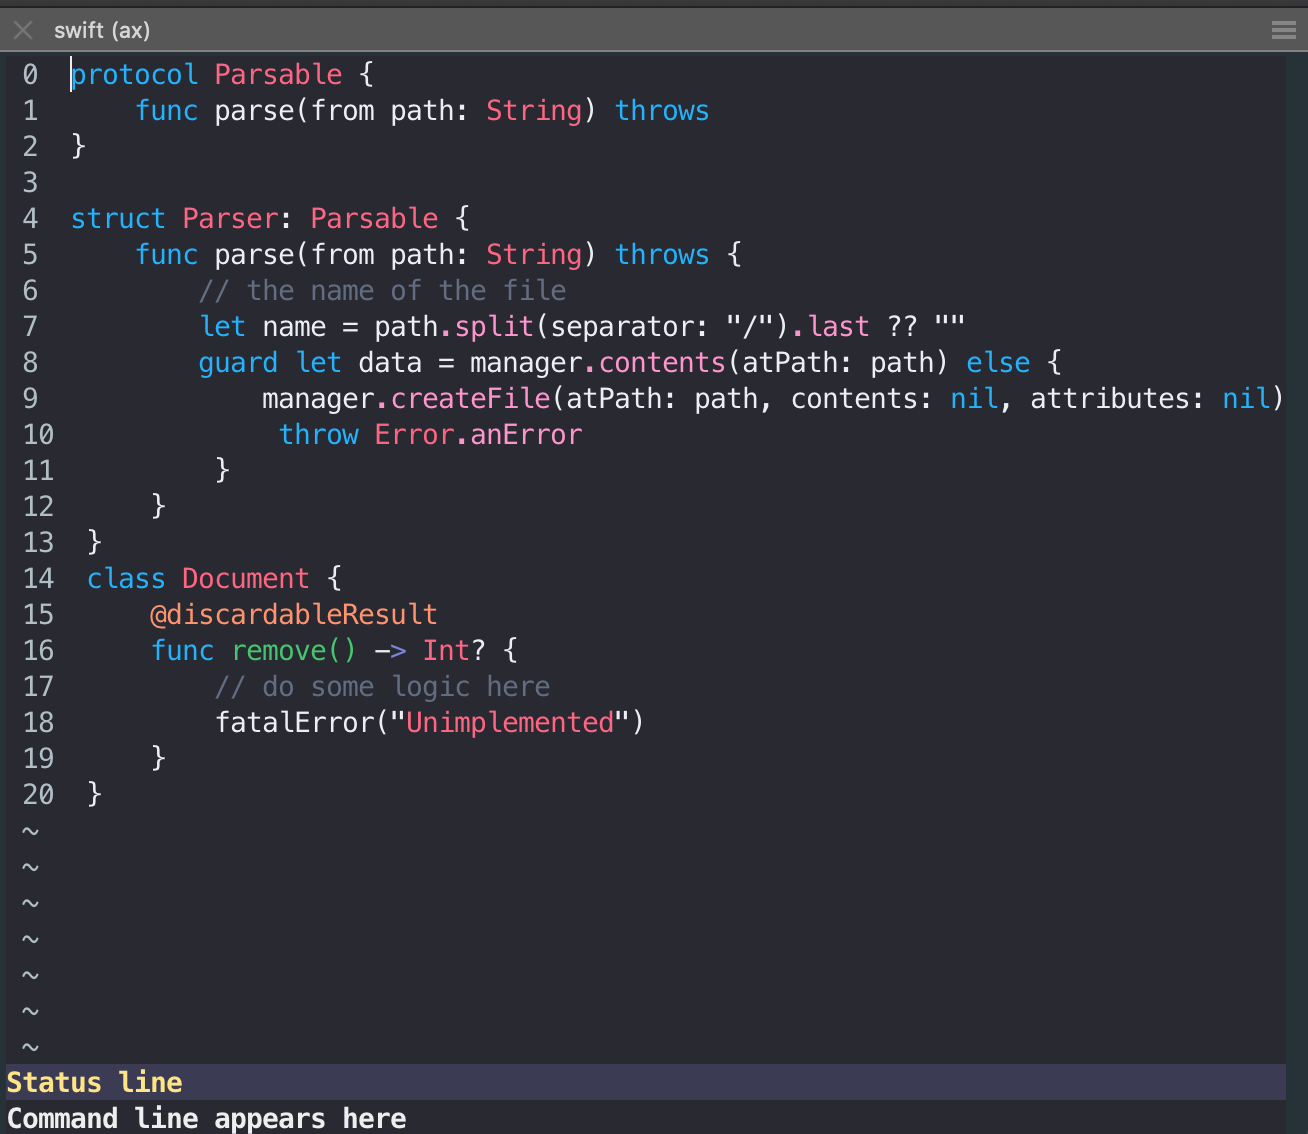 swift (ax)
0 protocol Parsable {
1     func parse(from path: String) throws
2 }
3
4 struct Parser: Parsable {
5     func parse(from path: String) throws {
6         // the name of the file
7         let name = path.split(separator: "/").last ?? ""
8         guard let data = manager.contents(atPath: path) else {
9             manager.createFile(atPath: path, contents: nil, attributes: nil)
10             throw Error.anError
11         }
12     }
13 }
14 class Document {
15     @discardableResult
16     func remove() -> Int? {
17         // do some logic here
18         fatalError("Unimplemented")
19     }
20 }
~
~
~
~
~
~
~
Status line
Command line appears here